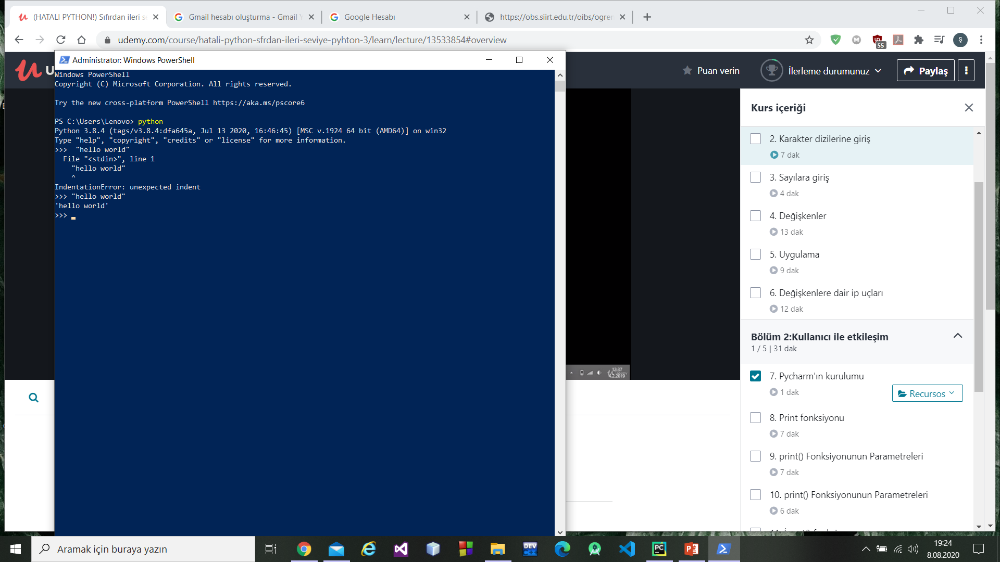 (HATALI PYTHON!) Sıfırdan ileri se
Gmail hesabı oluşturma - Gmail Y
Google Hesabı
https://obs.siirt.edu.tr/oibs/ogren
udemy.com/course/hatali-python-sfrdan-ileri-seviye-pyhton-3/learn/lecture/13533854#overview
55
Ş
Administrator: Windows PowerShell
U
Puan verin
İlerleme durumunuz
Paylaş
Windows PowerShell
Copyright (C) Microsoft Corporation. All rights reserved.
Try the new cross-platform PowerShell https://aka.ms/pscore6
PS C:\Users\Lenovo> python
Python 3.8.4 (tags/v3.8.4:dfa645a, Jul 13 2020, 16:46:45) [MSC v.1924 64 bit (AMD64)] on win32
Type "help", "copyright", "credits" or "license" for more information.
>>>  "hello world"
  File "<stdin>", line 1
    "hello world"
    ^
IndentationError: unexpected indent
>>> "hello world"
'hello world'
>>>
12:37
4.2.2019
Kurs içeriği
2. Karakter dizilerine giriş
7 dak
3. Sayılara giriş
4 dak
4. Değişkenler
13 dak
5. Uygulama
9 dak
6. Değişkenlere dair ip uçları
12 dak
Bölüm 2:Kullanıcı ile etkileşim
1 / 5 | 31 dak
7. Pycharm'ın kurulumu
1 dak
Recursos
8. Print fonksiyonu
7 dak
9. print() Fonksiyonunun Parametreleri
7 dak
10. print() Fonksiyonunun Parametreleri
6 dak
Aramak için buraya yazın
DEV
PC
19:24
8.08.2020